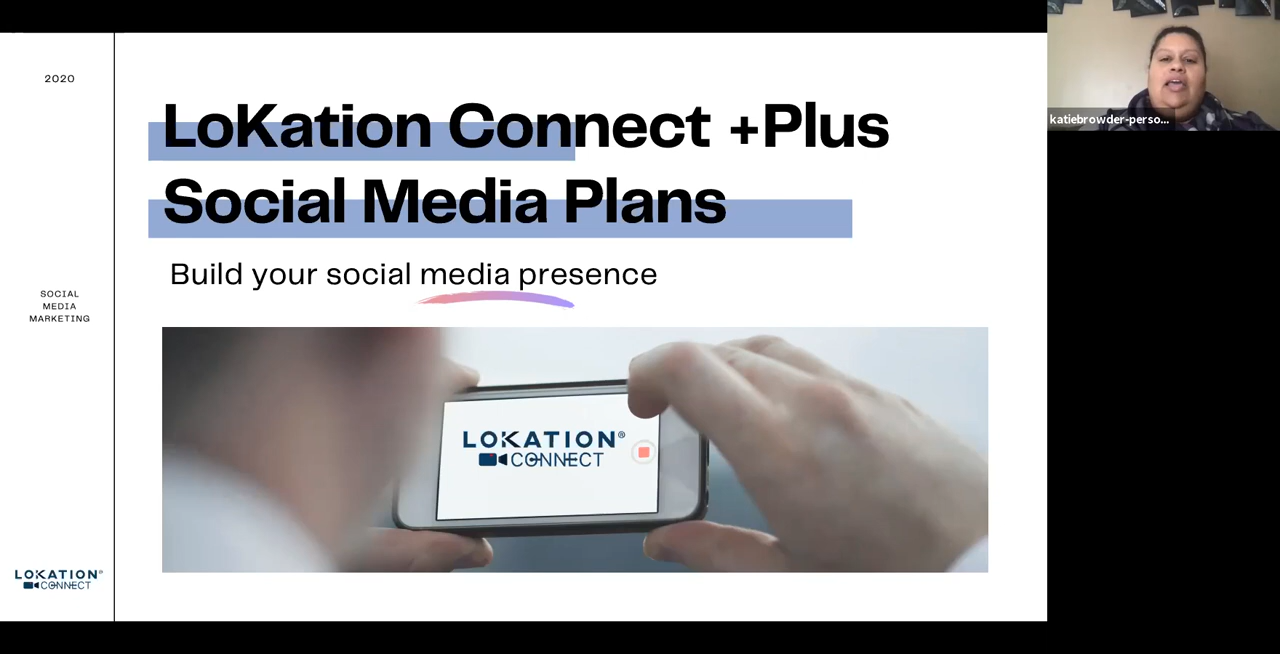 2020
LoKation Connect +Plus
Social Media Plans
Build your social media presence
SOCIAL
MEDIA
MARKETING
LOKATION®
CONNECT
LOKATION®
CONNECT
katiebrowder-perso...